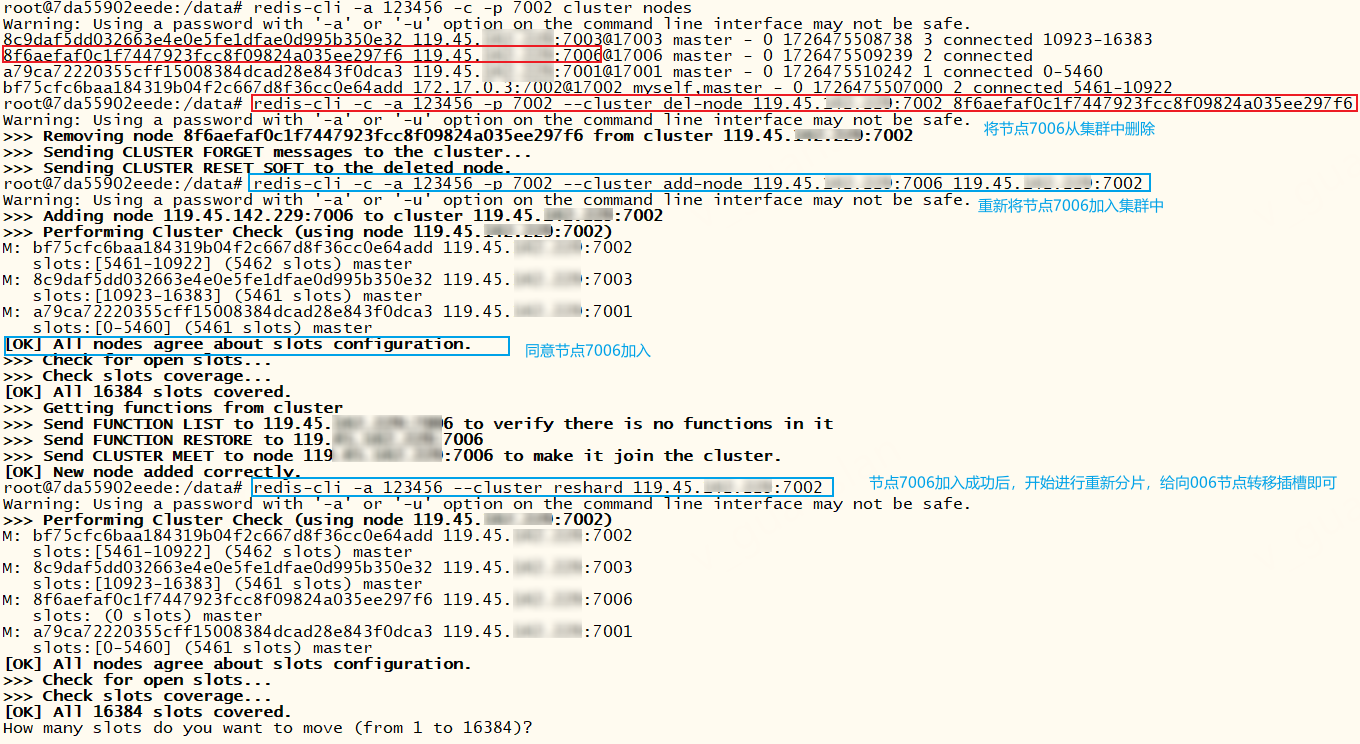 root@7da55902eede:/data# redis-cli -a 123456 -c -p 7002 cluster nodes
Warning: Using a password with '-a' or '-u' option on the command line interface may not be safe.
8c9daf5dd032663e4e0e5fe1dfae0d995b350e32 119.45. :7003@17003 master - 0 1726475508738 3 connected 10923-16383
8f6aefaf0c1f7447923fcc8f09824a035ee297f6 119.45. :7006@17006 master - 0 1726475509239 2 connected
a79ca72220355cff15008384dcad28e843f0dca3 119.45. :7001@17001 master - 0 1726475510242 1 connected 0-5460
bf75cfc6baa184319b04f2c667d8f36cc0e64add 172.17.0.3:7002@17002 myself,master - 0 1726475507000 2 connected 5461-10922
root@7da55902eede:/data# redis-cli -c -a 123456 -p 7002 --cluster del-node 119.45. :7002 8f6aefaf0c1f7447923fcc8f09824a035ee297f6
Warning: Using a password with '-a' or '-u' option on the command line interface may not be safe.
将节点7006从集群中删除
>>> Removing node 8f6aefaf0c1f7447923fcc8f09824a035ee297f6 from cluster 119.45. :7002
>>> Sending CLUSTER FORGET messages to the cluster...
>>> Sending CLUSTER RESET SOFT to the deleted node.
root@7da55902eede:/data# redis-cli -c -a 123456 -p 7002 --cluster add-node 119.45. :7006 119.45. :7002
Warning: Using a password with '-a' or '-u' option on the command line interface may not be safe.
重新将节点7006加入集群中
>>> Adding node 119.45.142.229:7006 to cluster 119.45. :7002
>>> Performing Cluster Check (using node 119.45. :7002)
M: bf75cfc6baa184319b04f2c667d8f36cc0e64add 119.45. :7002
slots:[5461-10922] (5462 slots) master
M: 8c9daf5dd032663e4e0e5fe1dfae0d995b350e32 119.45. :7003
slots:[10923-16383] (5461 slots) master
M: a79ca72220355cff15008384dcad28e843f0dca3 119.45. :7001
slots:[0-5460] (5461 slots) master
[OK] All nodes agree about slots configuration.
同意节点7006加入
>>> Check for open slots...
>>> Check slots coverage...
[OK] All 16384 slots covered.
>>> Getting functions from cluster
>>> Send FUNCTION LIST to 119.45. 6 to verify there is no functions in it
>>> Send FUNCTION RESTORE to 119. :7006
>>> Send CLUSTER MEET to node 119 :7006 to make it join the cluster.
[OK] New node added correctly.
root@7da55902eede:/data# redis-cli -a 123456 --cluster reshard 119.45. :7002
节点7006加入成功后，开始进行重新分片，给向006节点转移插槽即可
Warning: Using a password with '-a' or '-u' option on the command line interface may not be safe.
>>> Performing Cluster Check (using node 119.45. :7002)
M: bf75cfc6baa184319b04f2c667d8f36cc0e64add 119.45. :7002
slots:[5461-10922] (5462 slots) master
M: 8c9daf5dd032663e4e0e5fe1dfae0d995b350e32 119.45. :7003
slots:[10923-16383] (5461 slots) master
M: 8f6aefaf0c1f7447923fcc8f09824a035ee297f6 119.45. :7006
slots: (0 slots) master
M: a79ca72220355cff15008384dcad28e843f0dca3 119.45. :7001
slots:[0-5460] (5461 slots) master
[OK] All nodes agree about slots configuration.
>>> Check for open slots...
>>> Check slots coverage...
[OK] All 16384 slots covered.
How many slots do you want to move (from 1 to 16384)?